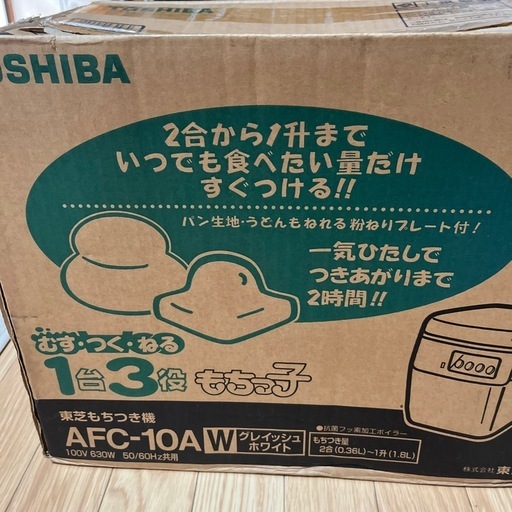 TOSHIBA
OSHIBA
2合から1升まで
いつでも食べたい量だけ
すぐつける!!
パン生地・うどんもねれる粉ねりプレート付!
一気ひたしで
つきあがりまで
2時間!!
むす・つく・ねる
1台3役 もちっ子
東芝もちつき機
AFC-10A W グレイッシュ
ホワイト
100V 630W 50/60Hz共用
●抗菌フッ素加工ボイラー
もちつき量
2合(0.36L)~1升(1.8L)
株式会社 東